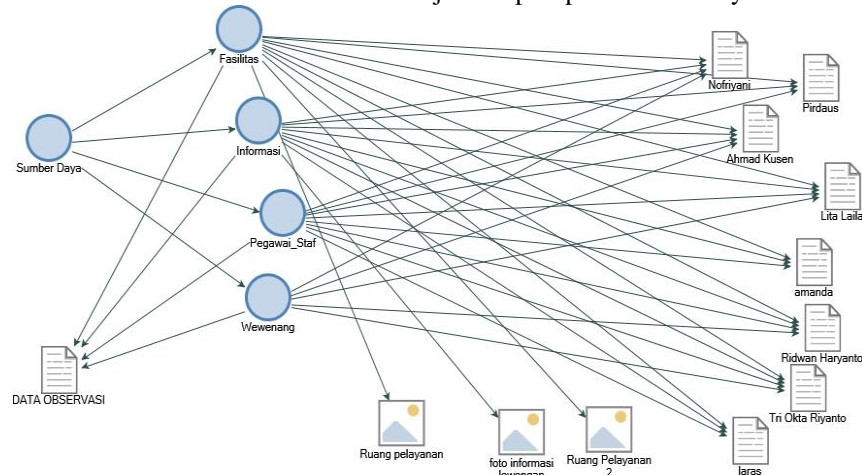 Fasilitas
Nofriyani
Pirdaus
Informasi
Ahmad Kusen
Sumber Daya
Lita Laila
Pegawai_Staf
amanda
Wewenang
Ridwan Haryanto
DATA OBSERVASI
Tri Okta Riyanto
Ruang pelayanan
foto informasi
lowongan
Ruang Pelayanan
2
laras